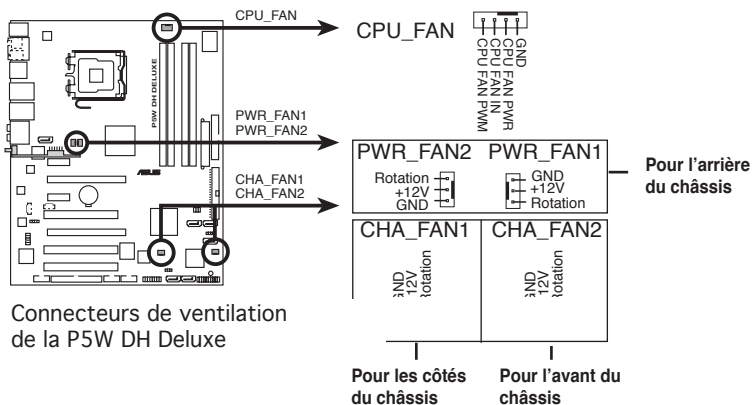 CPU_FAN
CPU_FAN
CPU FAN PWM
CPU FAN IN
CPU FAN PWR
GND
P5W DH DELUXE
PWR_FAN1
PWR_FAN2
PWR_FAN2 PWR_FAN1
Rotation
+12V
GND
GND
+12V
Rotation
Pour l'arrière
du châssis
/SUS
CHA_FAN1
CHA_FAN2
CHA_FAN1 CHA_FAN2
GND
12V
Rotation
GND
12V
Rotation
Connecteurs de ventilation
de la P5W DH Deluxe
Pour les côtés
du châssis
Pour l'avant du
châssis